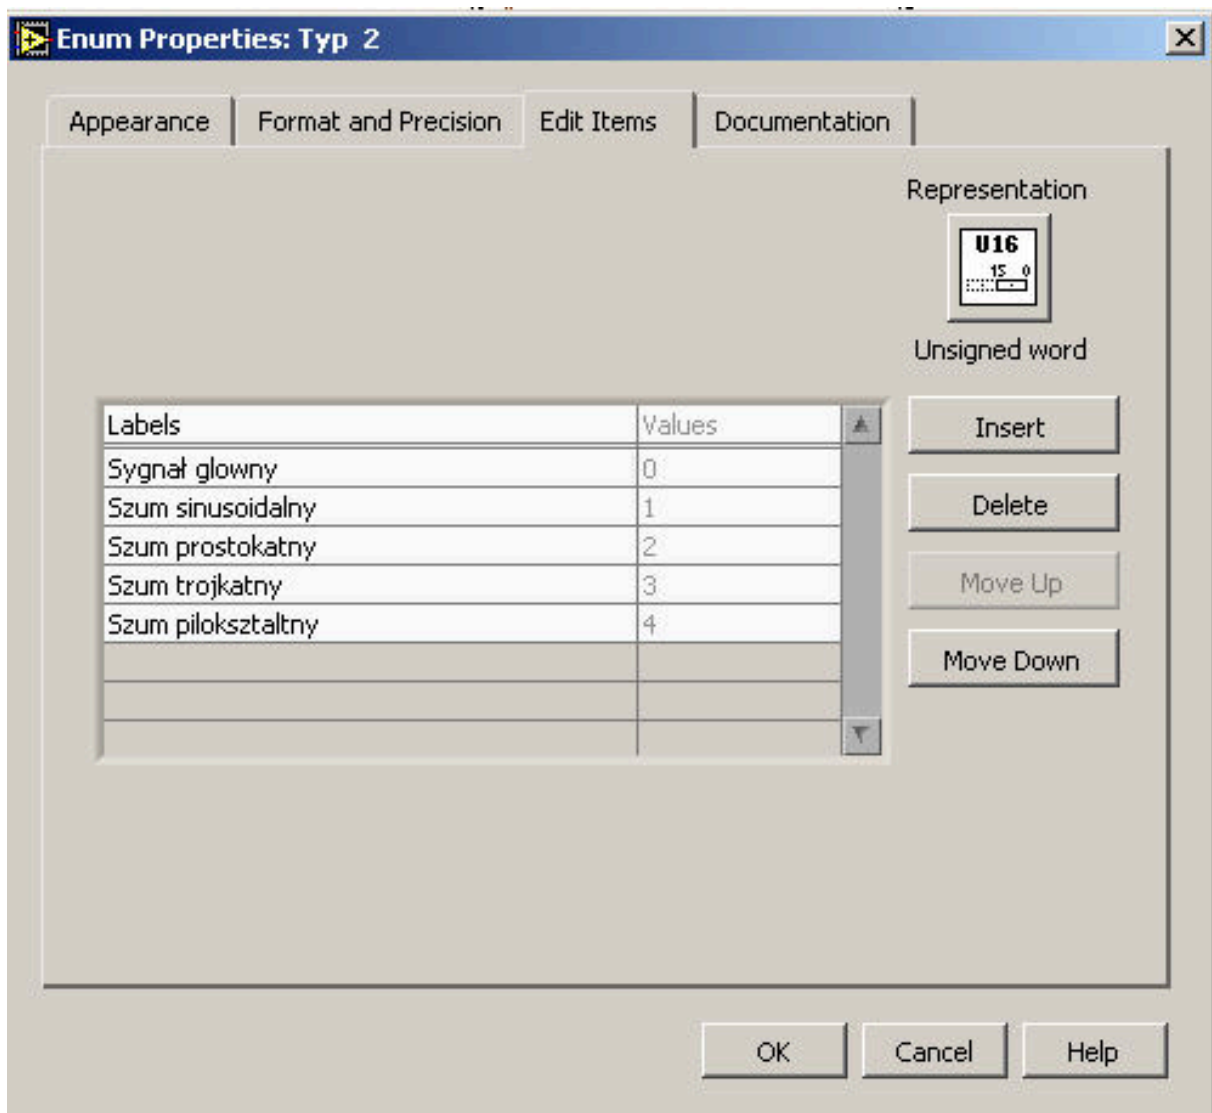 Enum Properties: Typ 2
Appearance Format and Precision Edit Items Documentation
Representation
U16
15 0
Unsigned word
Labels Values
Sygnał glowny 0
Szum sinusoidalny 1
Szum prostokatny 2
Szum trojkatny 3
Szum piloksztaltny 4
Insert
Delete
Move Up
Move Down
OK Cancel Help